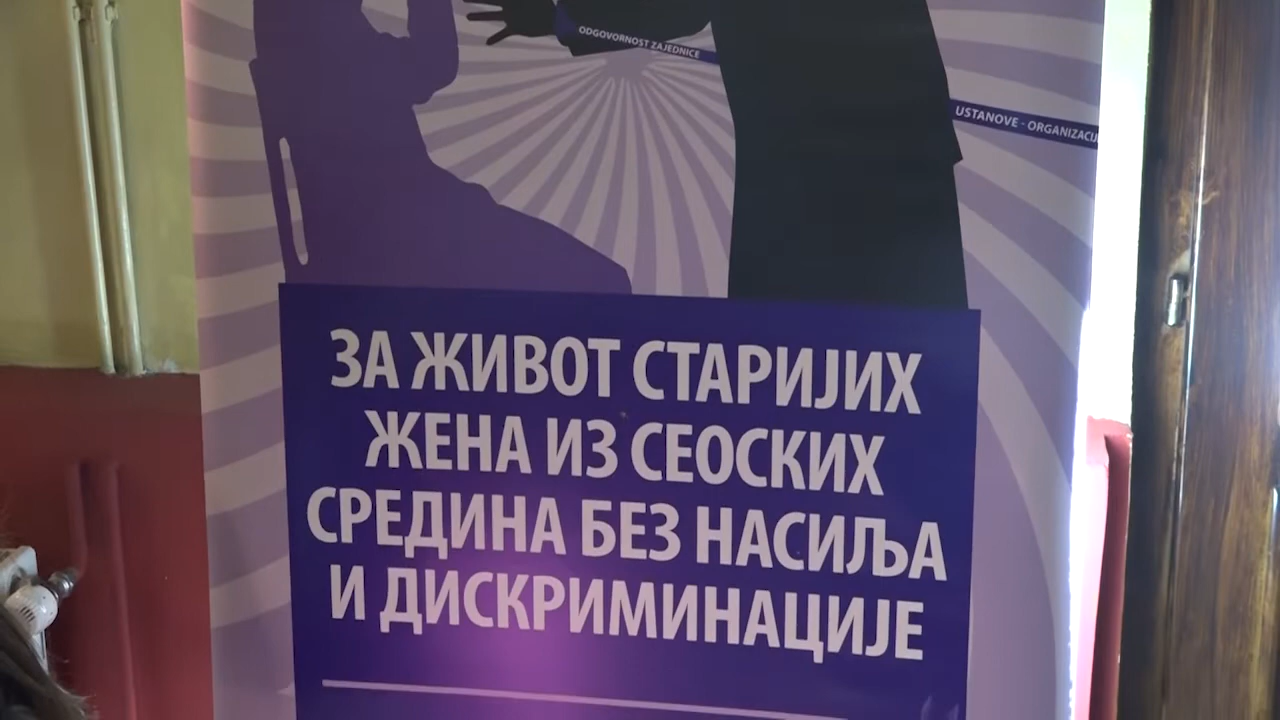 ODGOVORNOST ZAJEDNICE
USTANOVE - ORGANIZACIJ
ЗА ЖИВОТ СТАРИЈИХ
ЖЕНА ИЗ СЕОСКИХ
СРЕДИНА БЕЗ НАСИЉА
И ДИСКРИМИНАЦИЈЕ